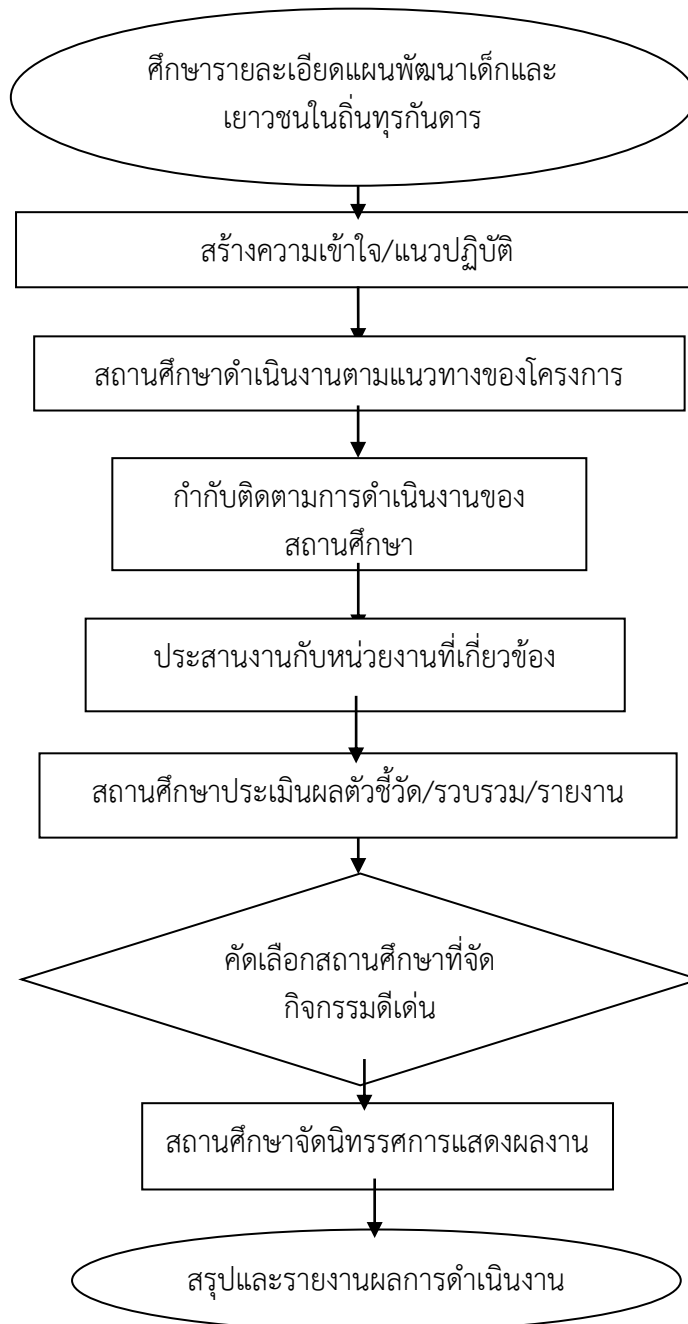 ศึกษารายละเอียดแผนพัฒนาเด็กและ
เยาวชนในถิ่นทุรกันดาร
สร้างความเข้าใจ/แนวปฏิบัติ
สถานศึกษาดำเนินงานตามแนวทางของโครงการ
กำกับติดตามการดำเนินงานของ
สถานศึกษา
ประสานงานกับหน่วยงานที่เกี่ยวข้อง
สถานศึกษาประเมินผลตัวชี้วัด/รวบรวม/รายงาน
คัดเลือกสถานศึกษาที่จัด
กิจกรรมดีเด่น
สถานศึกษาจัดนิทรรศการแสดงผลงาน
สรุปและรายงานผลการดำเนินงาน